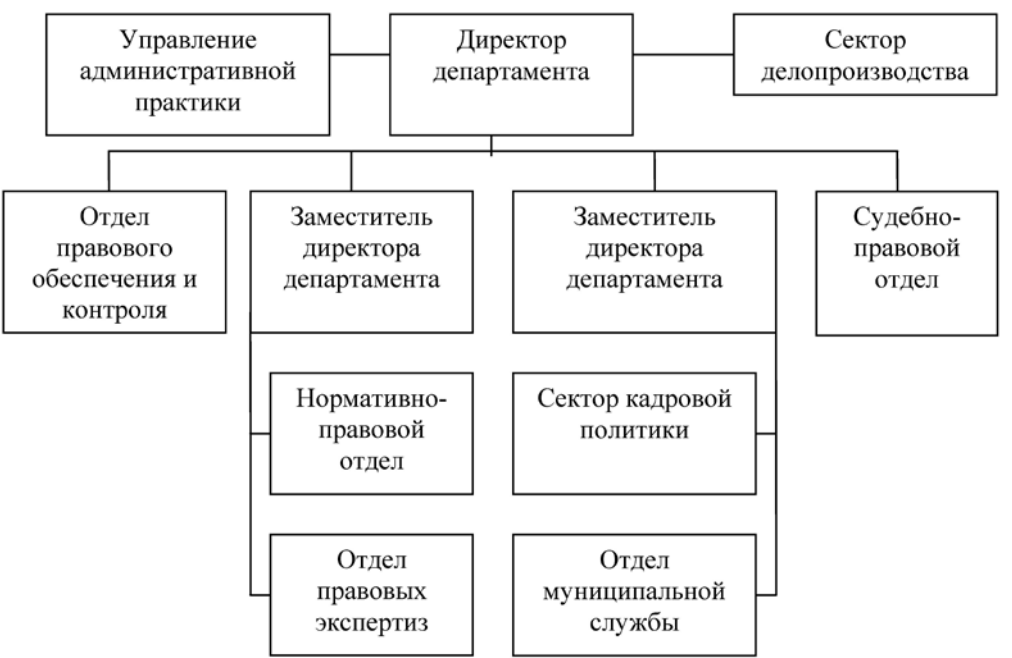 Управление
административной
практики
Директор
департамента
Сектор
делопроизводства
Отдел
правового
обеспечения и
контроля
Заместитель
директора
департамента
Заместитель
директора
департамента
Судебно-
правовой
отдел
Нормативно-
правовой
отдел
Сектор кадровой
политики
Отдел
правовых
экспертиз
Отдел
муниципальной
службы